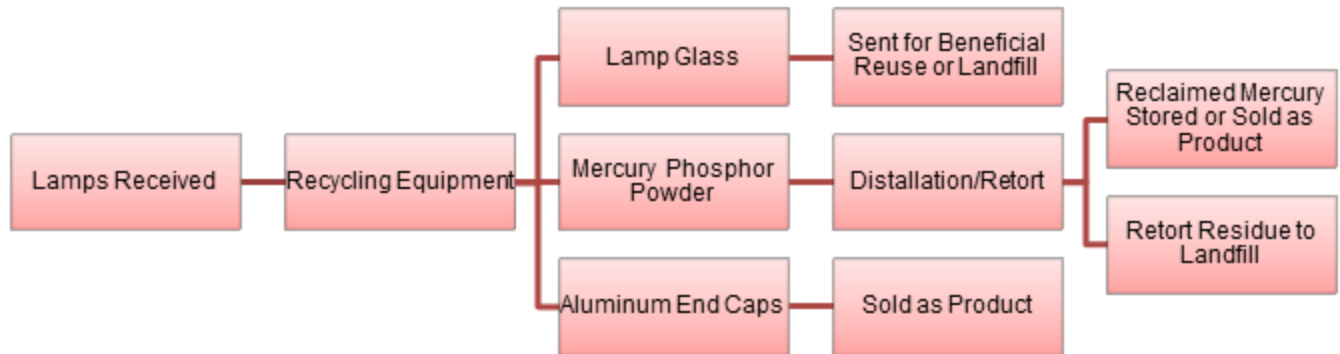 Lamps Received
Recycling Equipment
Lamp Glass
Sent for Beneficial
Reuse or Landfill
Mercury Phosphor
Powder
Distallation/Retort
Reclaimed Mercury
Stored or Sold as
Product
Retort Residue to
Landfill
Aluminum End Caps
Sold as Product